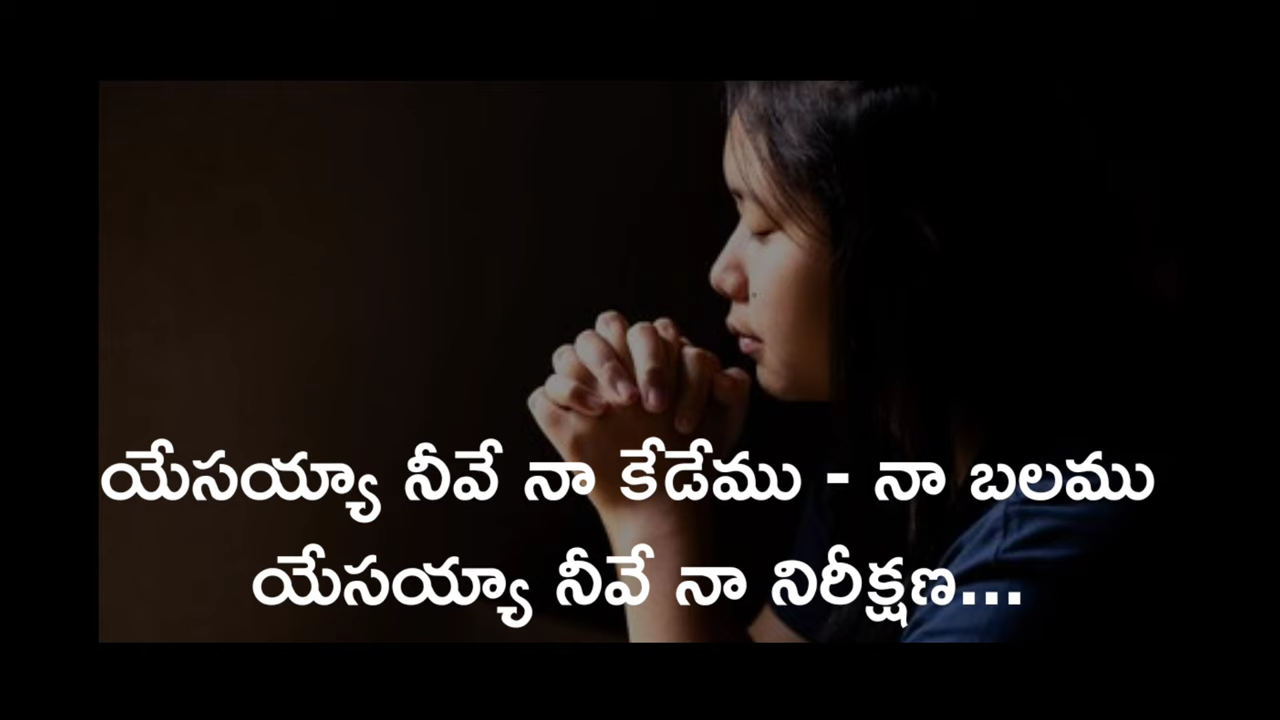 యేసయ్యా నీవే నా కేడేము - నా బలము
యేసయ్యా నీవే నా నిరీక్షణ...